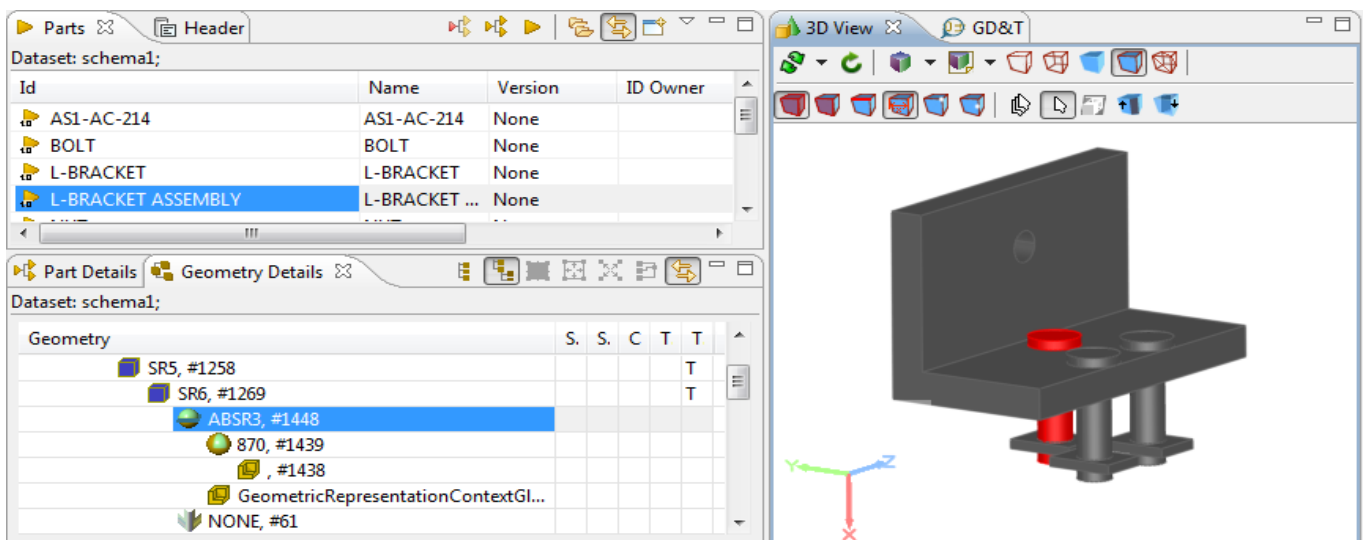 Parts Header
Dataset: schema1;
Id Name Version ID Owner
AS1-AC-214 AS1-AC-214 None
BOLT BOLT None
L-BRACKET L-BRACKET None
L-BRACKET ASSEMBLY L-BRACKET ... None
Part Details Geometry Details
Dataset: schema1;
Geometry S. S. C T T
SR5, #1258 T
SR6, #1269 T
ABSR3, #1448
870, #1439
, #1438
GeometricRepresentationContextGl...
NONE, #61
3D View GD&T
Y Z
X